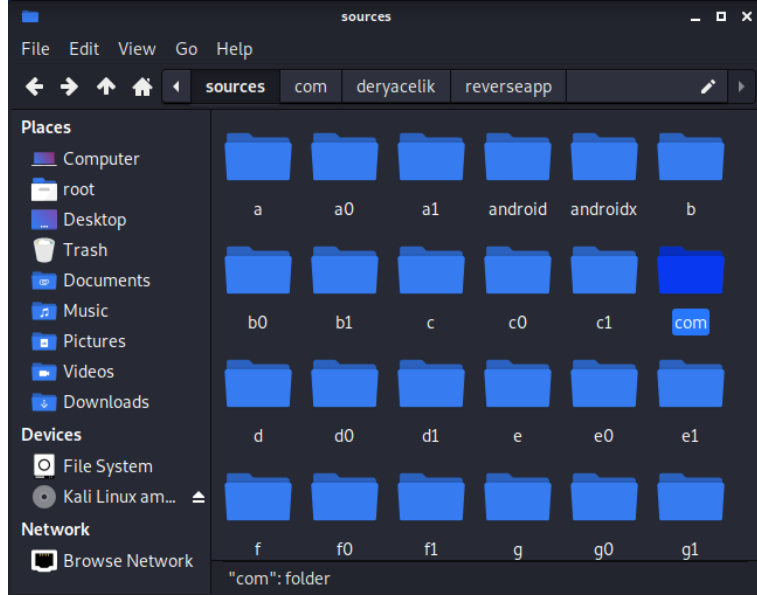 sources
File Edit View Go Help
sources com deryacelik reverseapp
Places
Computer
root
Desktop
Trash
Documents
Music
Pictures
Videos
Downloads
Devices
File System
Kali Linux am...
Network
Browse Network
a a0 a1 android androidx b
b0 b1 c c0 c1 com
d d0 d1 e e0 e1
f f0 f1 g g0 g1
"com": folder